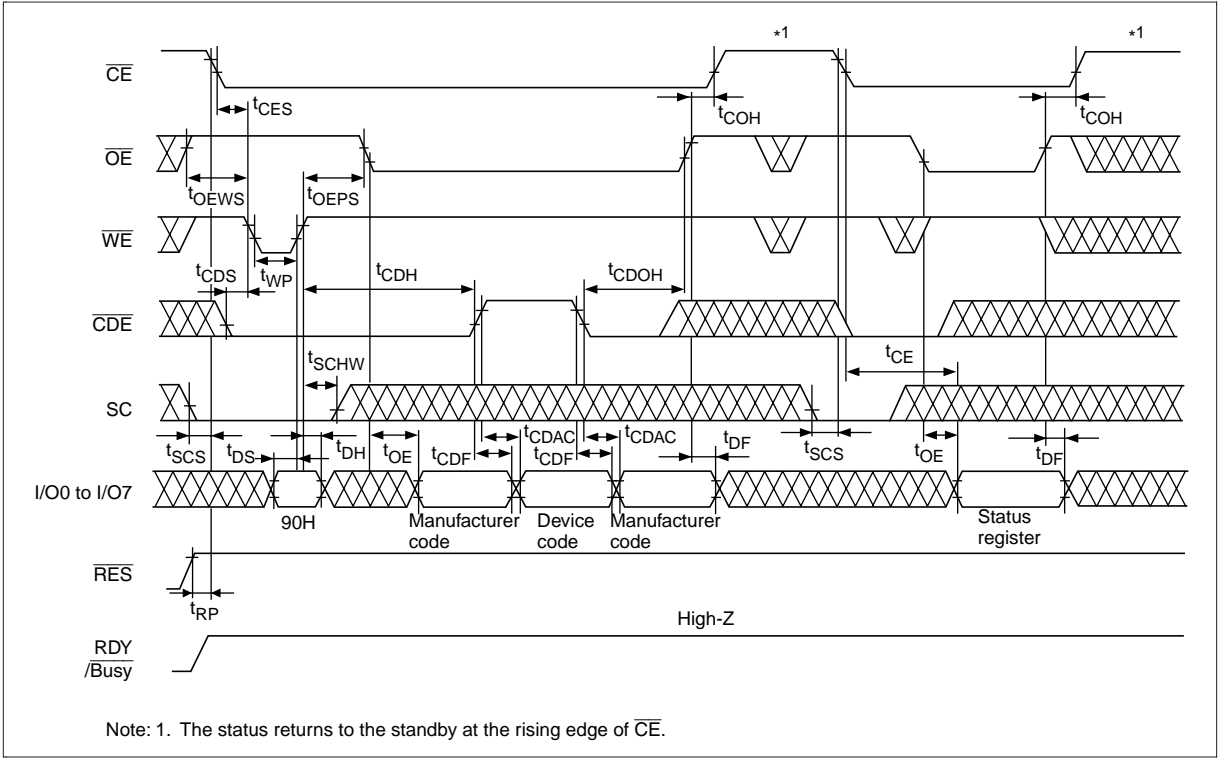 *1
*1
CE
tCES
tCOH
tCOH
OE
tOEWS
tOEPS
WE
tCDS
tWP
tCDH
tCDOH
CDE
tSCHW
tCE
SC
tSCS
tDS
tDH
tOE
tCDAC
tCDF
tCDAC
tCDF
tDF
tSCS
tOE
tDF
I/O0 to I/O7
90H
Manufacturer
code
Device
code
Manufacturer
code
Status
register
RES
tRP
High-Z
RDY
/Busy
Note: 1. The status returns to the standby at the rising edge of CE.